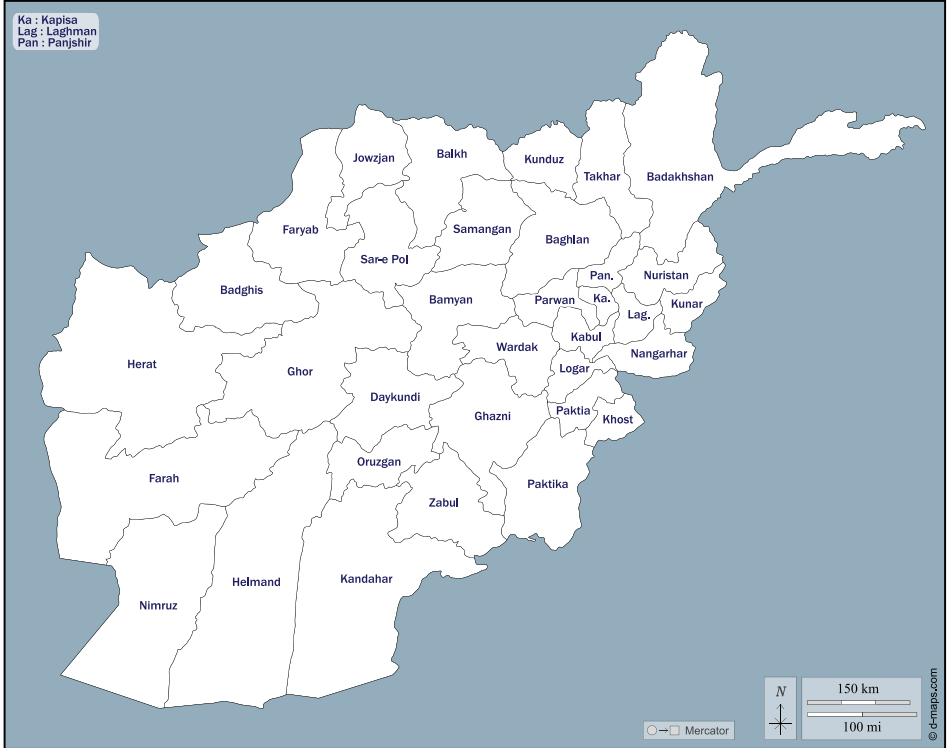 Ka : Kapisa
Lag : Laghman
Pan : Panjshir
Jowzjan
Balkh
Kunduz
Takhar
Badakhshan
Faryab
Samangan
Baghlan
Sar-e Pol
Badghis
Bamyan
Pan.
Nuristan
Parwan
Ka.
Kunar
Lag.
Kabul
Wardak
Nangarhar
Herat
Ghor
Logar
Daykundi
Ghazni
Paktia
Khost
Oruzgan
Farah
Paktika
Zabul
Helmand
Kandahar
Nimruz
N
150 km
100 mi
Mercator
© d-maps.com